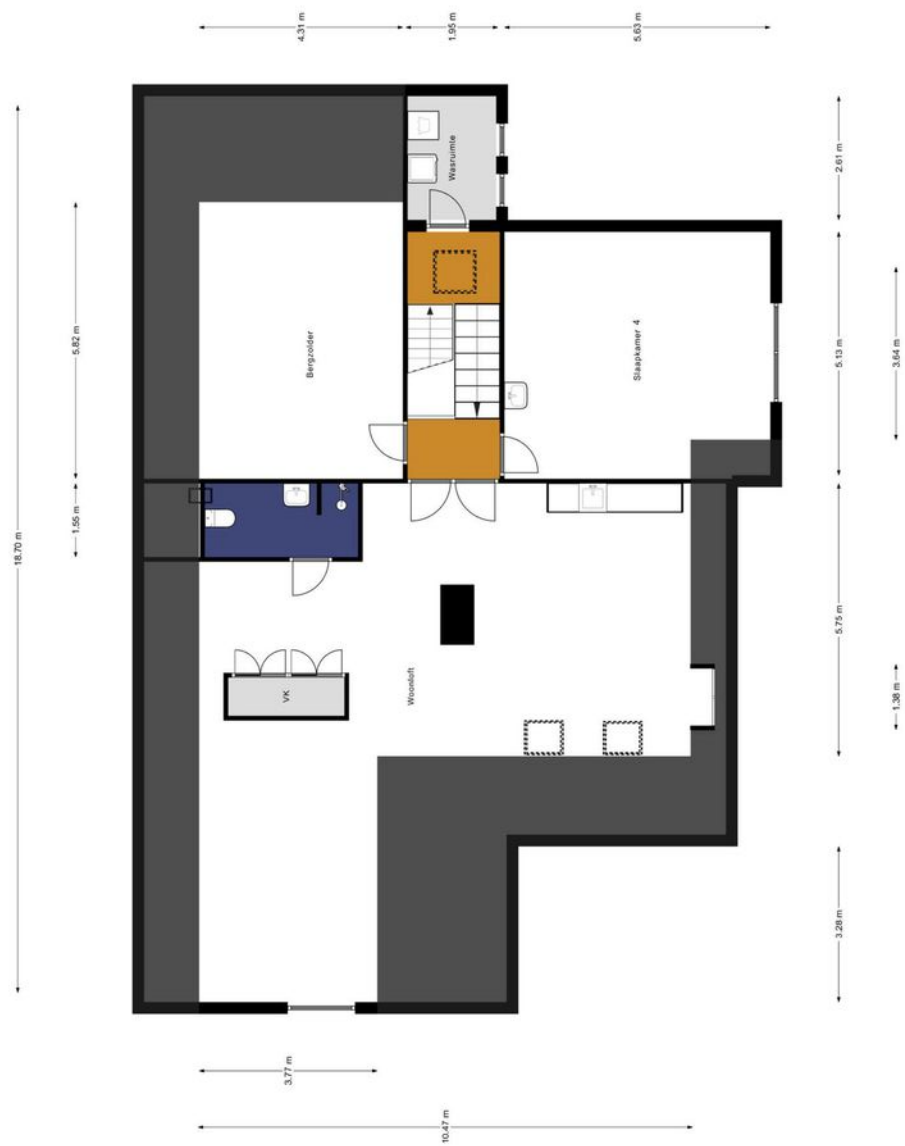 4.31 m
1.95 m
5.63 m
18.70 m
5.82 m
1.55 m
2.61 m
5.13 m
3.64 m
5.75 m
1.38 m
3.28 m
Wasruimte
Bergzolder
Slaapkamer 4
VK
Woonloft
3.77 m
10.47 m